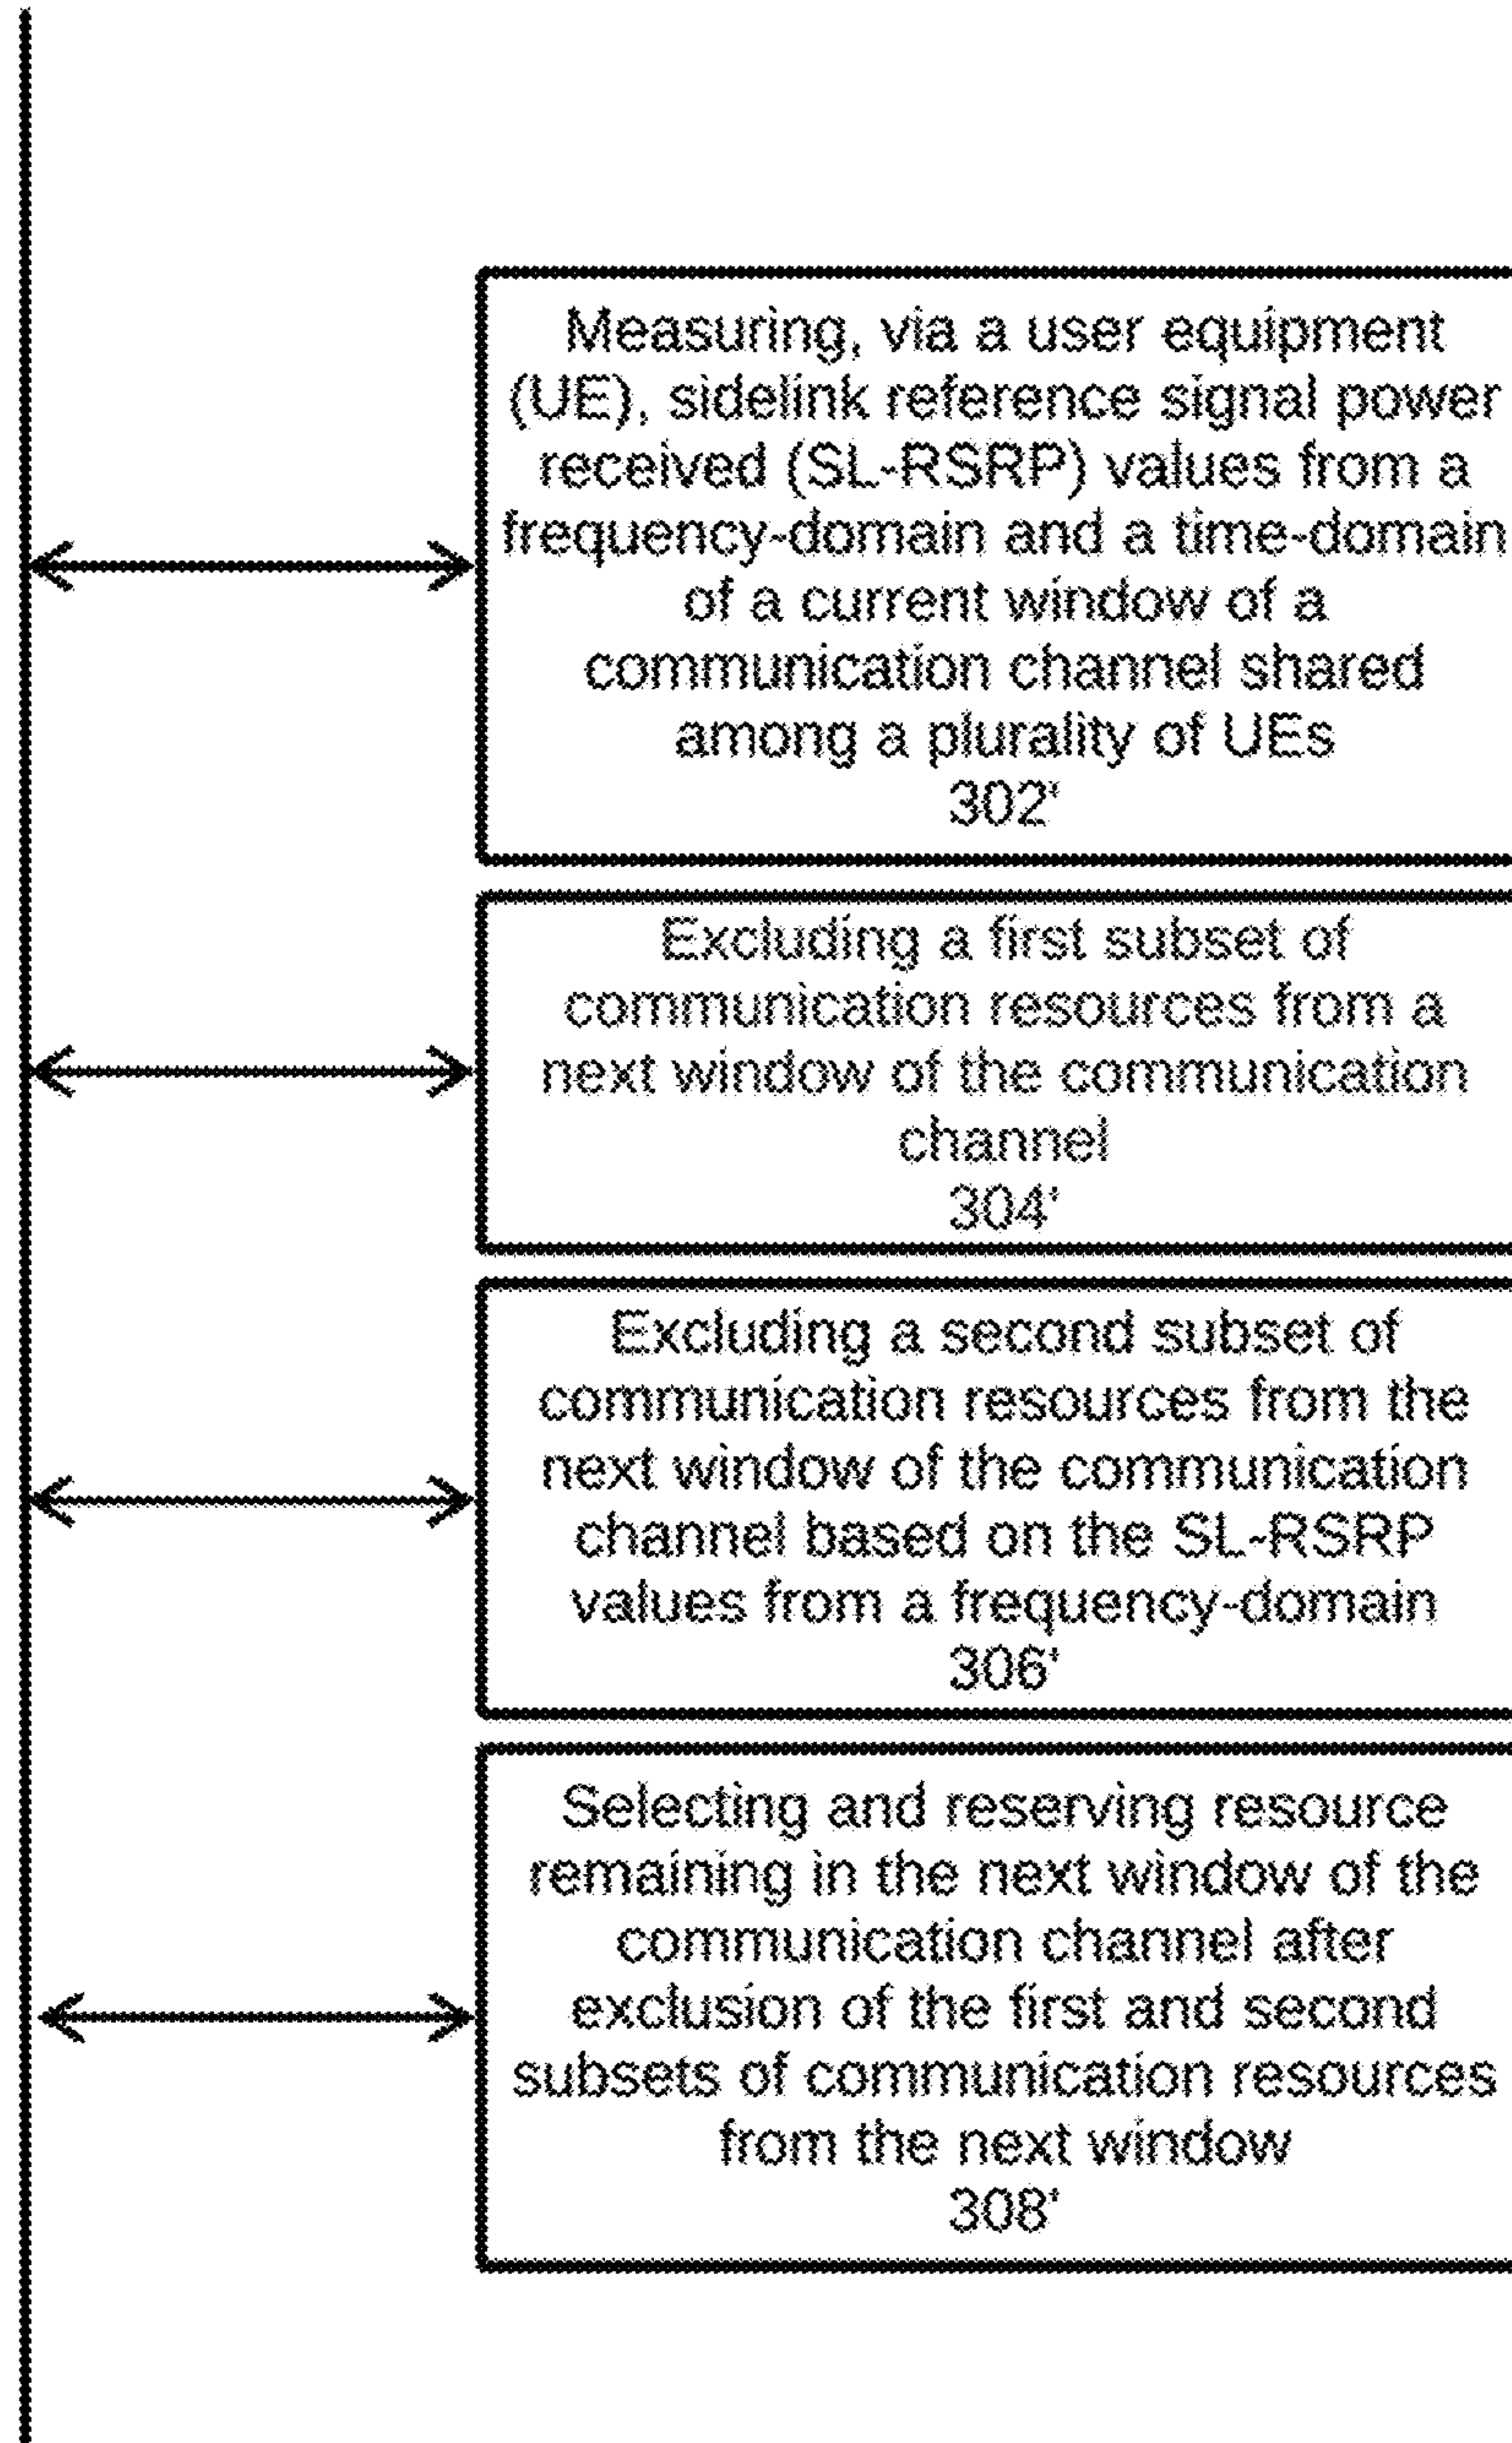 Measuring, via a user equipment
(UE), sidelink reference signal power
received (SL-RSRP) values from a
frequency-domain and a time-domain
of a current window of a
communication channel shared
among a plurality of UEs
302'
Excluding a first subset of
communication resources from a
next window of the communication
channel
304'
Excluding a second subset of
communication resources from the
next window of the communication
channel based on the SL-RSRP
values from a frequency-domain
306'
Selecting and reserving resource
remaining in the next window of the
communication channel after
exclusion of the first and second
subsets of communication resources
from the next window
308'